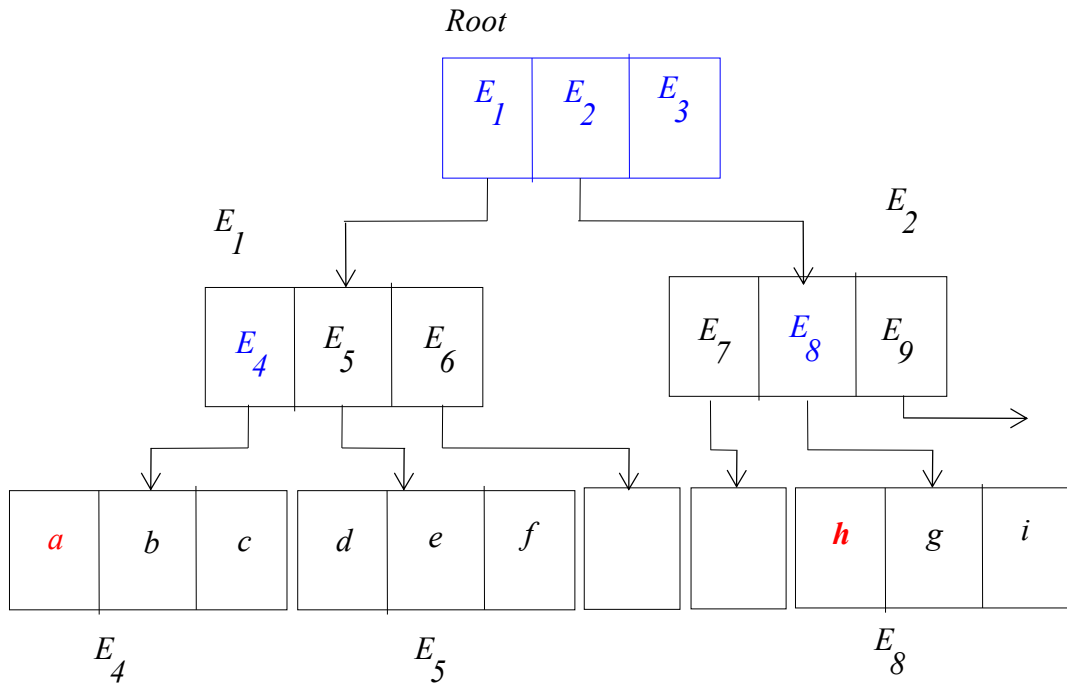 Root
E1 E2 E3
E1
E2
E4 E5 E6
E7 E8 E9
a b c
d e f
h g i
E4
E5
E8